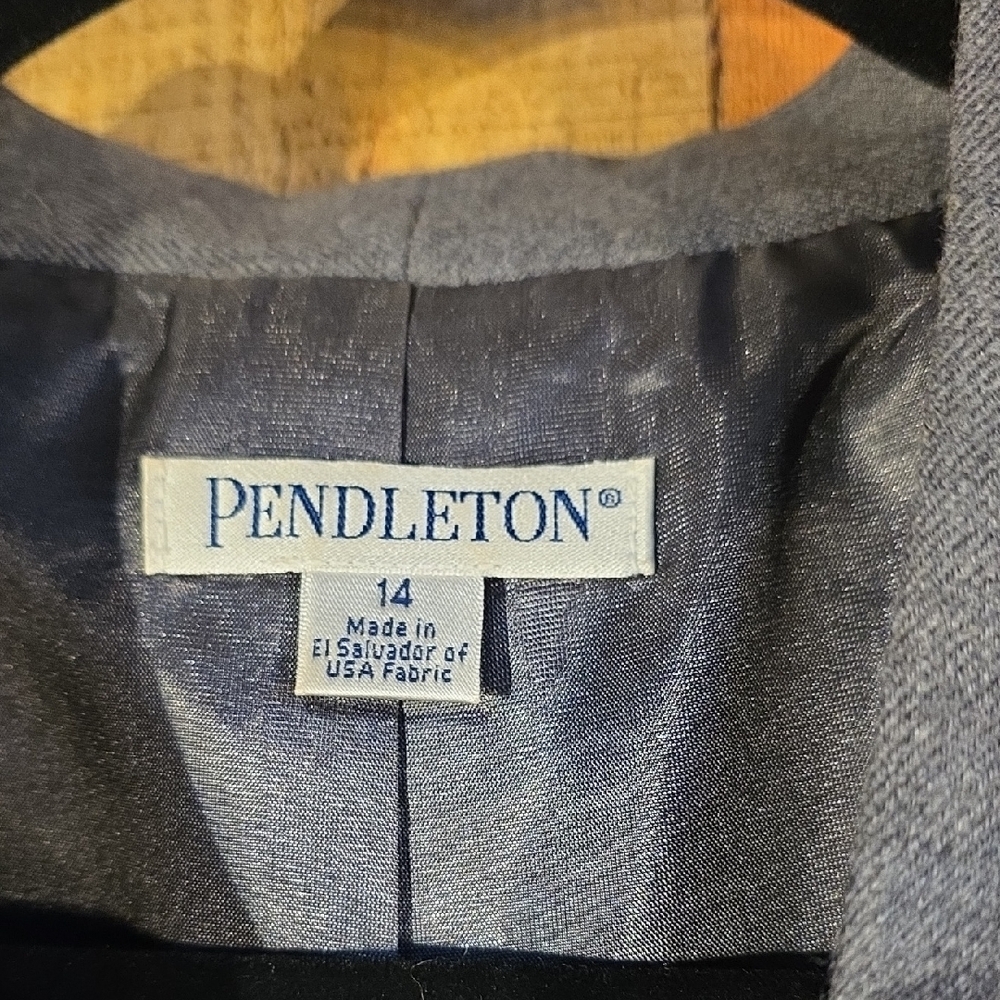 PENDLETON®
14
Made in
El Salvador of
USA Fabric